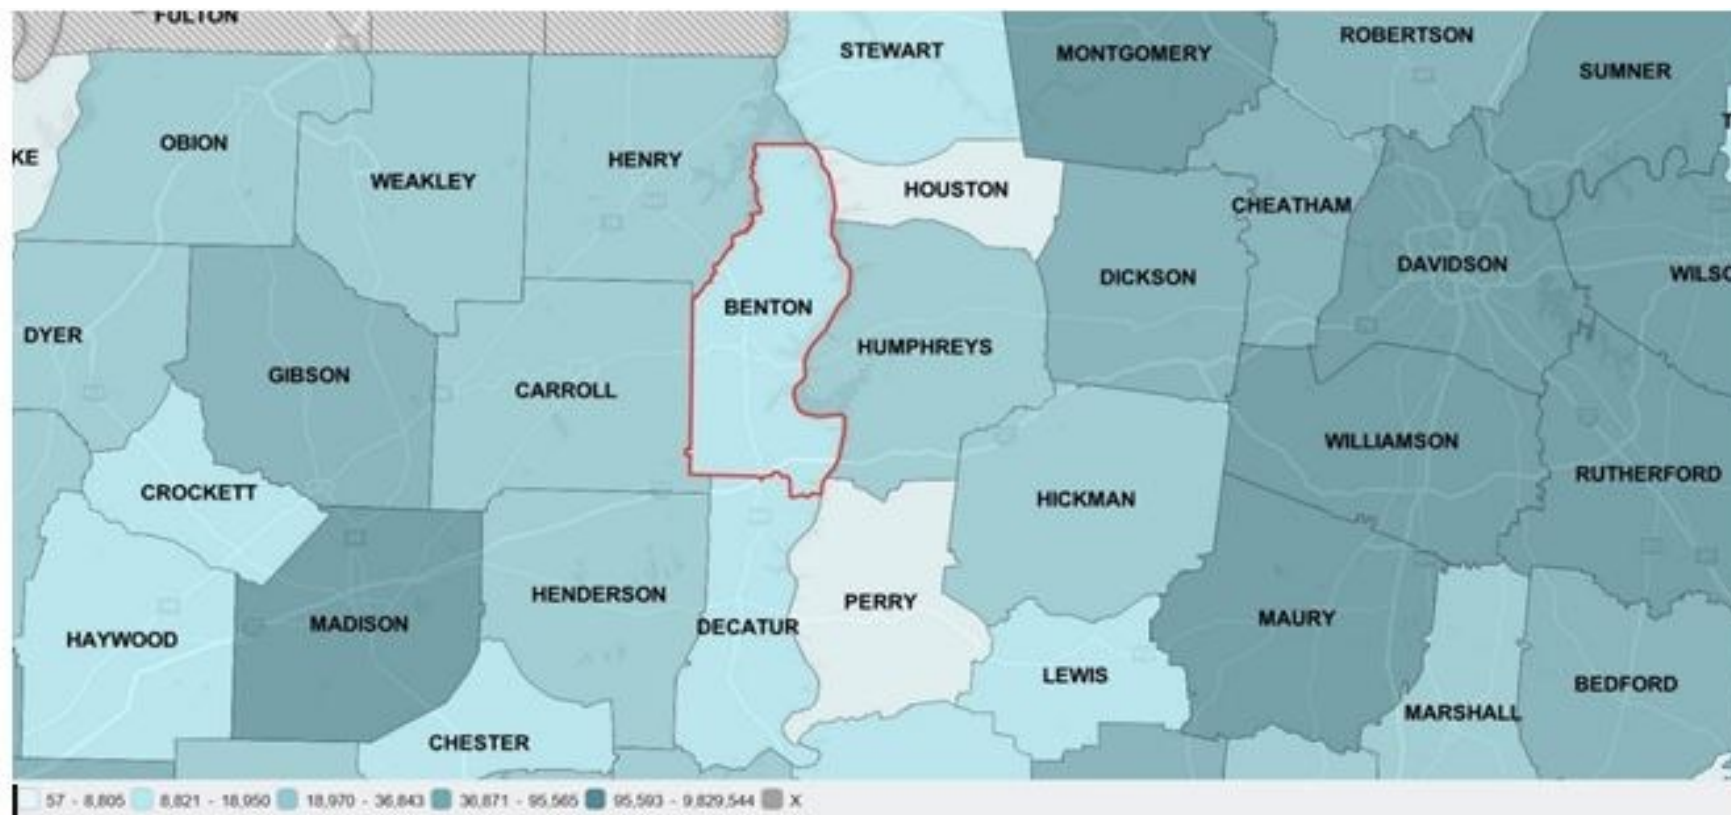 FULTON
STEWART
MONTGOMERY
ROBERTSON
SUMNER
OBION
KE
WEAKLEY
HENRY
HOUSTON
CHEATHAM
DAVIDSON
WILSO
DICKSON
BENTON
DYER
HUMPHREYS
GIBSON
CARROLL
WILLIAMSON
RUTHERFORD
CROCKETT
HICKMAN
HENDERSON
PERRY
MADISON
MAURY
HAYWOOD
DECATUR
LEWIS
BEDFORD
MARSHALL
CHESTER
57 - 8,805 8,821 - 18,950 18,970 - 36,843 36,871 - 95,565 95,593 - 9,829,544 X